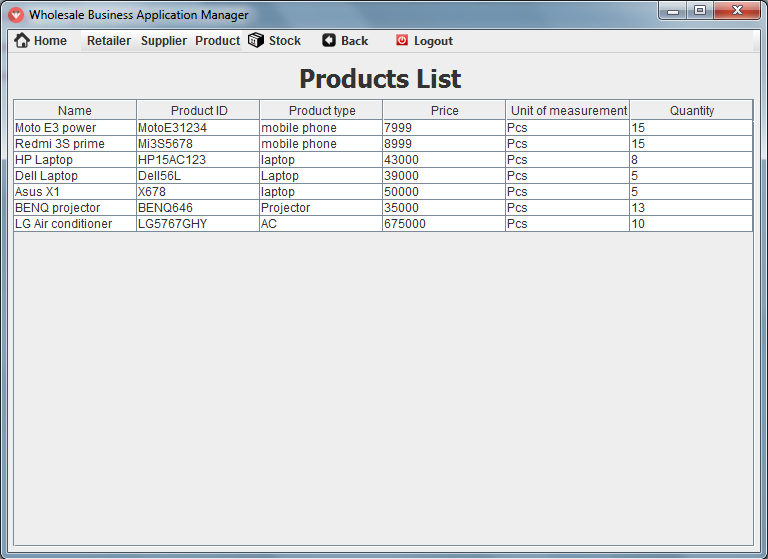 Wholesale Business Application Manager
Home Retailer Supplier Product Stock Back Logout
Products List
Name Product ID Product type Price Unit of measurement Quantity
Moto E3 power MotoE31234 mobile phone 7999 Pcs 15
Redmi 3S prime Mi3S5678 mobile phone 8999 Pcs 15
HP Laptop HP15AC123 laptop 43000 Pcs 8
Dell Laptop Dell56L Laptop 39000 Pcs 5
Asus X1 X678 laptop 50000 Pcs 5
BENQ projector BENQ646 Projector 35000 Pcs 13
LG Air conditioner LG5767GHY AC 675000 Pcs 10